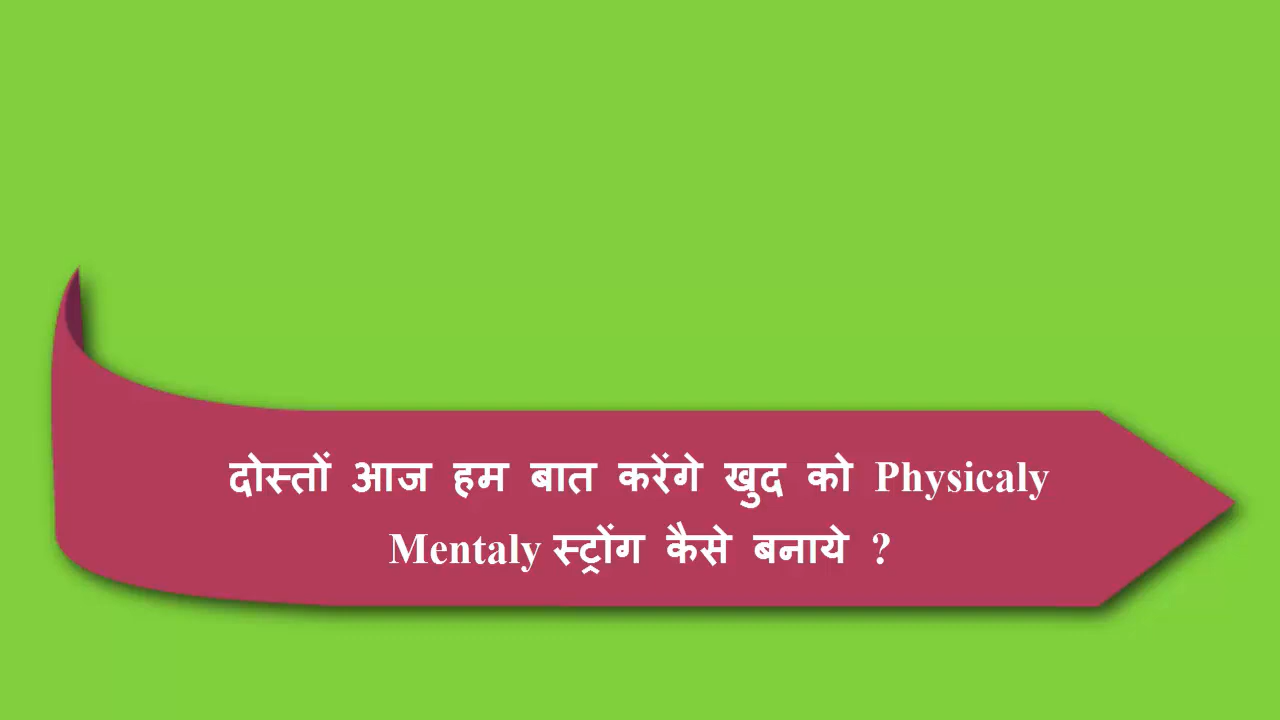 दोस्तों आज हम बात करेंगे खुद को Physicaly
Mentaly स्ट्रोंग कैसे बनाये ?